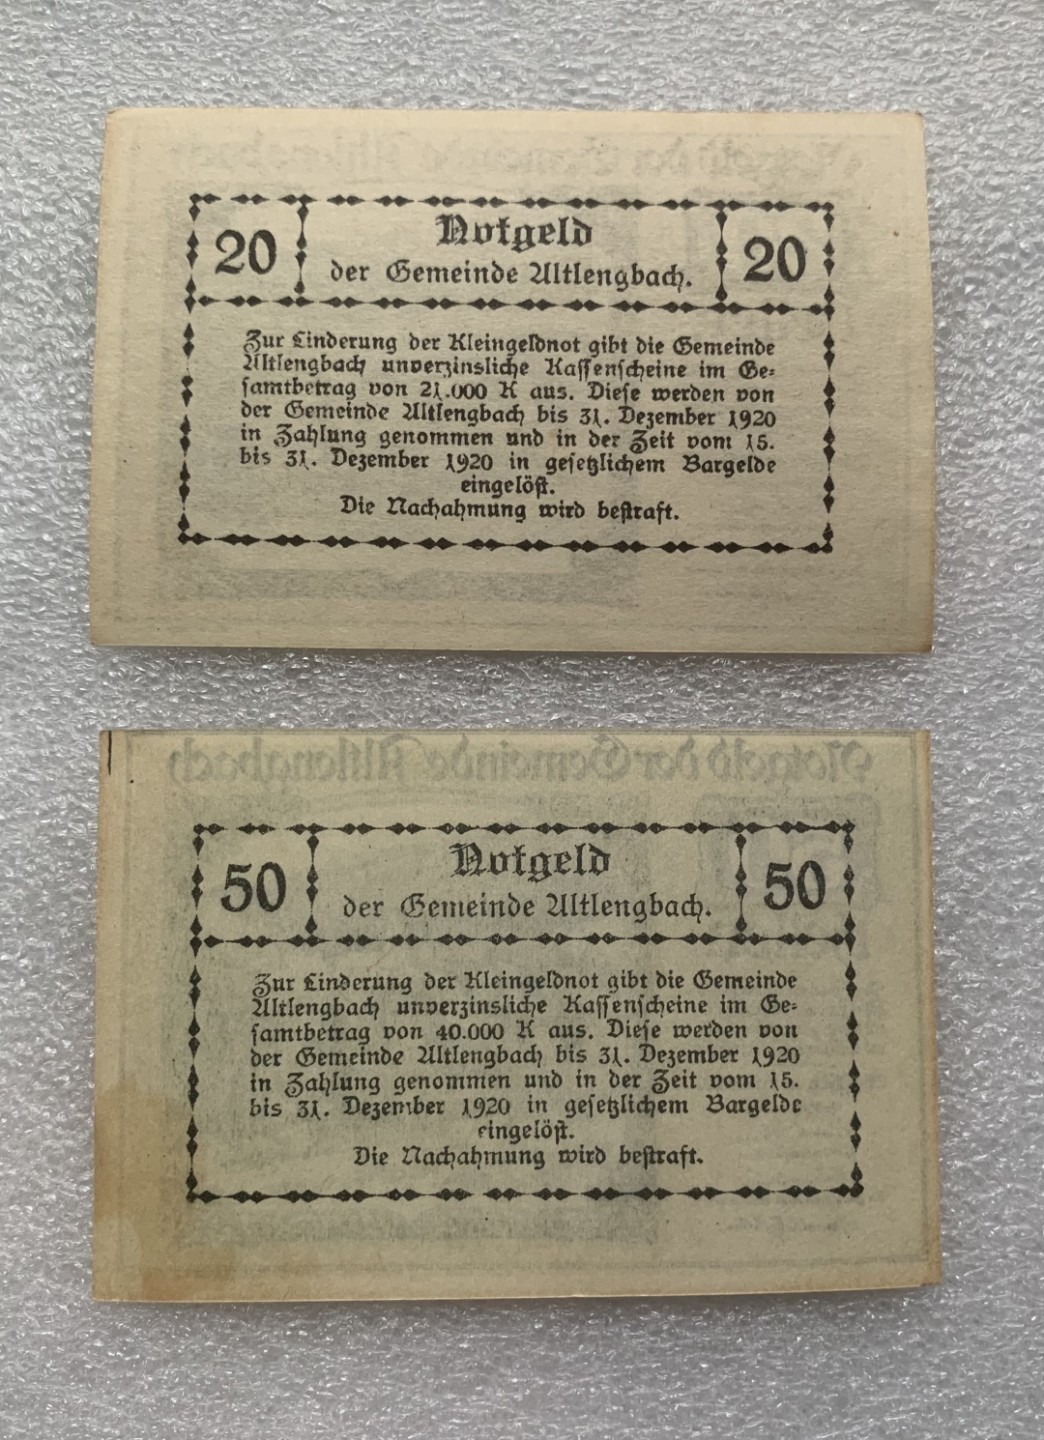 20
Notgeld
20
der Gemeinde Altlengbach.
Zur Linderung der Kleingeldnot gibt die Gemeinde
Altlengbach unverzinsliche Kassenscheine im Ge=
samtbetrag von 21.000 K aus. Diese werden von
der Gemeinde Altlengbach bis 31. Dezember 1920
in Zahlung genommen und in der Zeit vom 15.
bis 31. Dezember 1920 in gesetzlichem Bargelde
eingelöst.
Die Nachahmung wird bestraft.
Notgeld der Gemeinde Altlengbach
50
Notgeld
50
der Gemeinde Altlengbach.
Zur Linderung der Kleingeldnot gibt die Gemeinde
Altlengbach unverzinsliche Kassenscheine im Ge=
samtbetrag von 40.000 K aus. Diese werden von
der Gemeinde Altlengbach bis 31. Dezember 1920
in Zahlung genommen und in der Zeit vom 15.
bis 31. Dezember 1920 in gesetzlichem Bargelde
eingelöst.
Die Nachahmung wird bestraft.